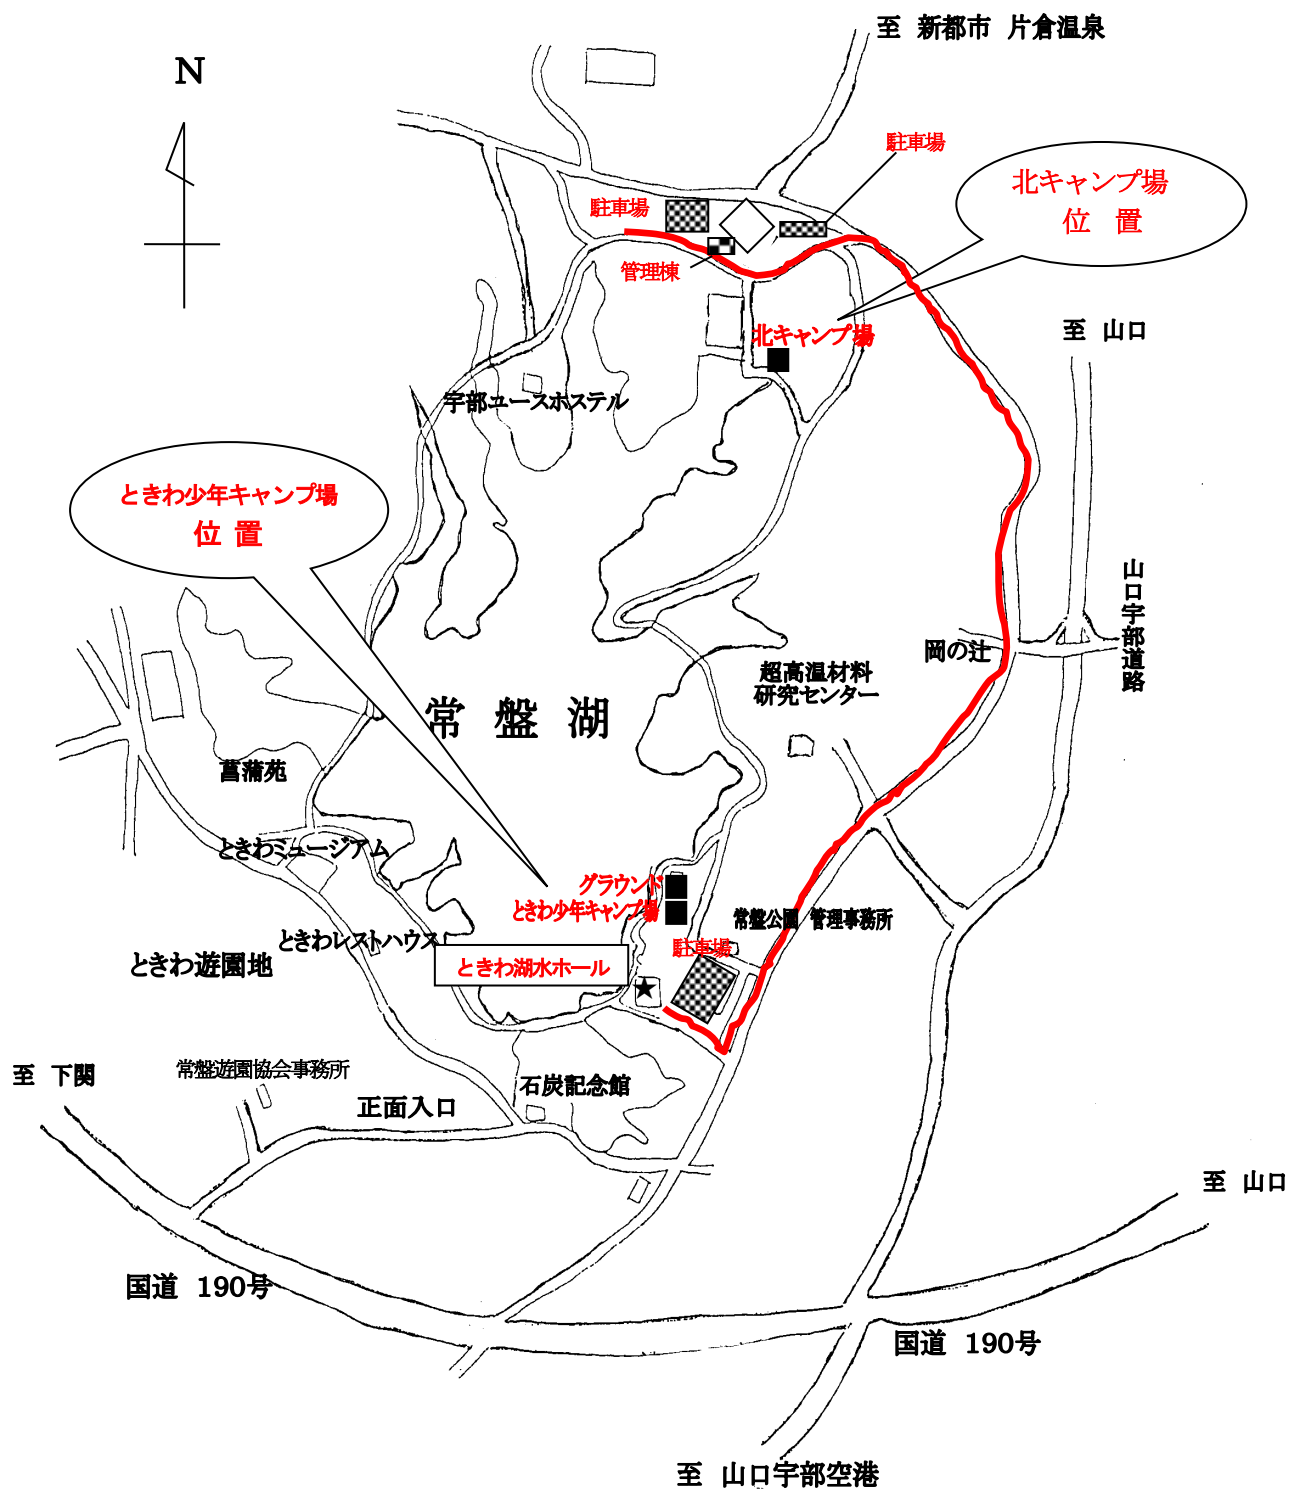 至 新都市 片倉温泉
N
駐車場
北キャンプ場
位 置
駐車場
管理棟
至 山口
北キャンプ場
宇部ユースホステル
ときわ少年キャンプ場
位 置
山口宇部道路
岡の辻
超高温材料
研究センター
常 盤 湖
菖蒲苑
ときわミュージアム
グラウンド
ときわ少年キャンプ場
常盤公園 管理事務所
ときわレストハウス
駐車場
ときわ遊園地
ときわ湖水ホール
★
至 下関
常盤遊園協会事務所
石炭記念館
正面入口
至 山口
国道 190号
国道 190号
至 山口宇部空港